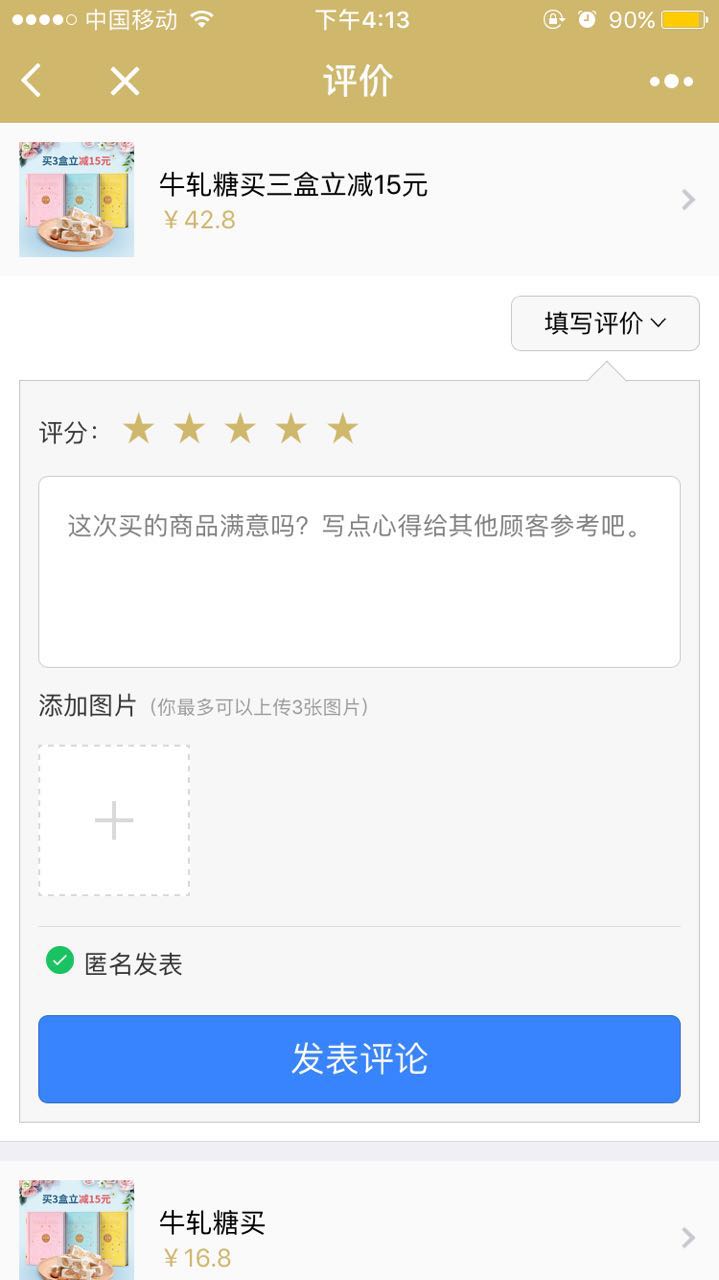 中国移动
下午4:13
90%
评价
买3盒立减15元
牛轧糖买三盒立减15元
¥42.8
填写评价
评分：
这次买的商品满意吗？写点心得给其他顾客参考吧。
添加图片（你最多可以上传3张图片）
匿名发表
发表评论
买3盒立减15元
牛轧糖买
¥16.8